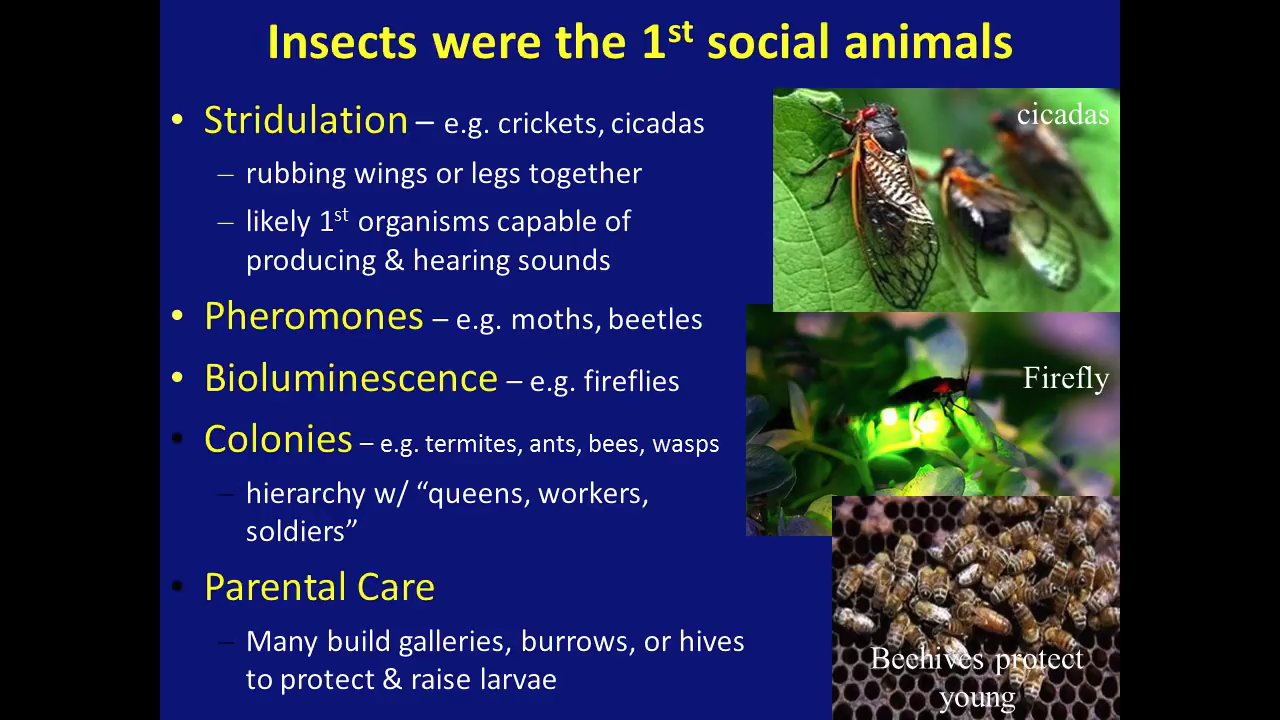 Insects were the 1st social animals
• Stridulation – e.g. crickets, cicadas
– rubbing wings or legs together
– likely 1st organisms capable of
producing & hearing sounds
• Pheromones – e.g. moths, beetles
• Bioluminescence – e.g. fireflies
• Colonies – e.g. termites, ants, bees, wasps
– hierarchy w/ “queens, workers,
soldiers”
• Parental Care
– Many build galleries, burrows, or hives
to protect & raise larvae
cicadas
Firefly
Beehives protect
young